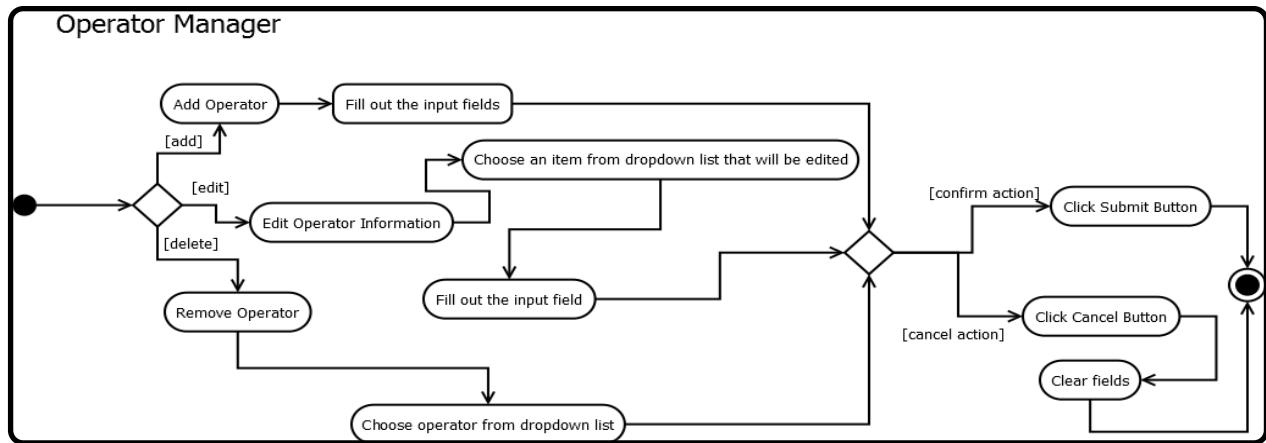 Operator Manager
Add Operator
Fill out the input fields
[add]
Choose an item from dropdown list that will be edited
[edit]
[confirm action]
Click Submit Button
Edit Operator Information
[delete]
Fill out the input field
Remove Operator
Click Cancel Button
[cancel action]
Clear fields
Choose operator from dropdown list